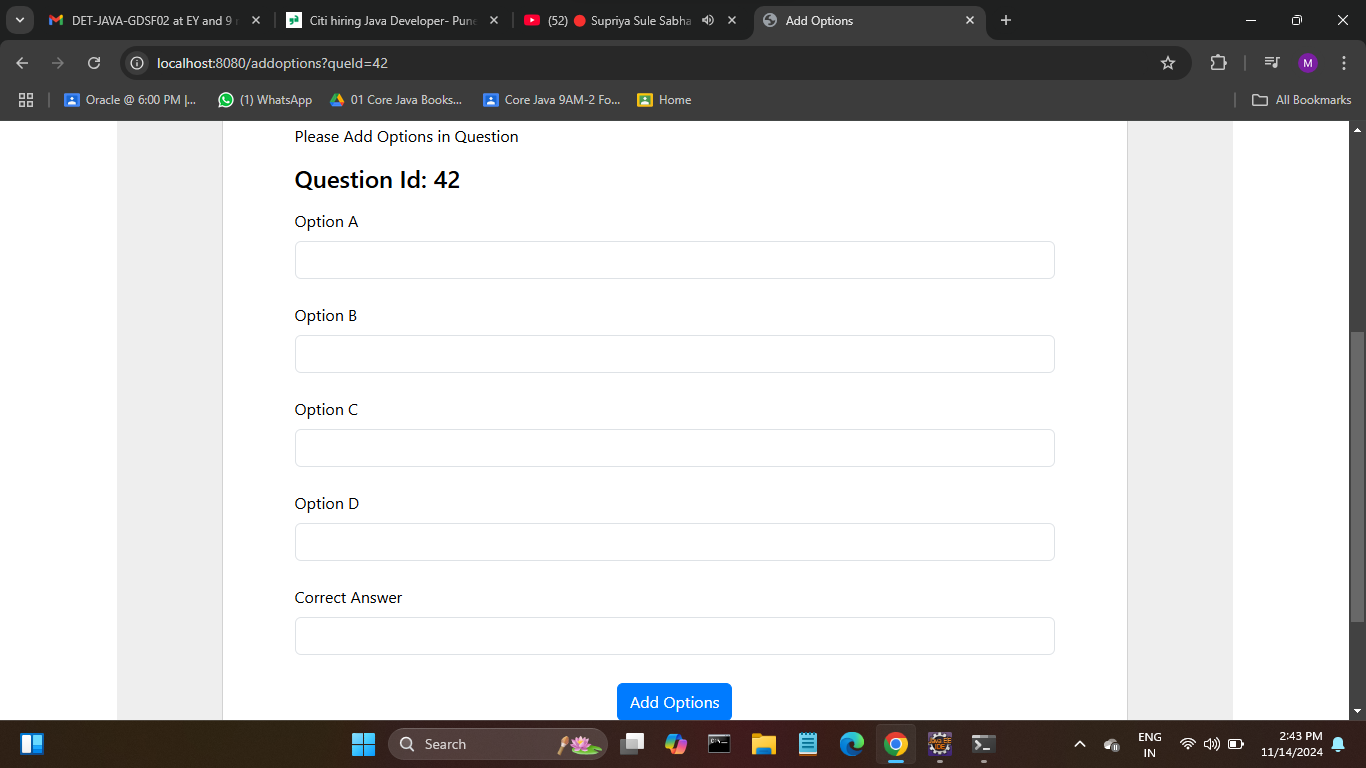 DET-JAVA-GDSF02 at EY and 9
Citi hiring Java Developer- Pune
(52) 🔴 Supriya Sule Sabha
Add Options
localhost:8080/addoptions?queId=42
M
Oracle @ 6:00 PM |...
(1) WhatsApp
01 Core Java Books...
Core Java 9AM-2 Fo...
Home
All Bookmarks
Please Add Options in Question
Question Id: 42
Option A
Option B
Option C
Option D
Correct Answer
Add Options
Search
ENG
IN
2:43 PM
11/14/2024